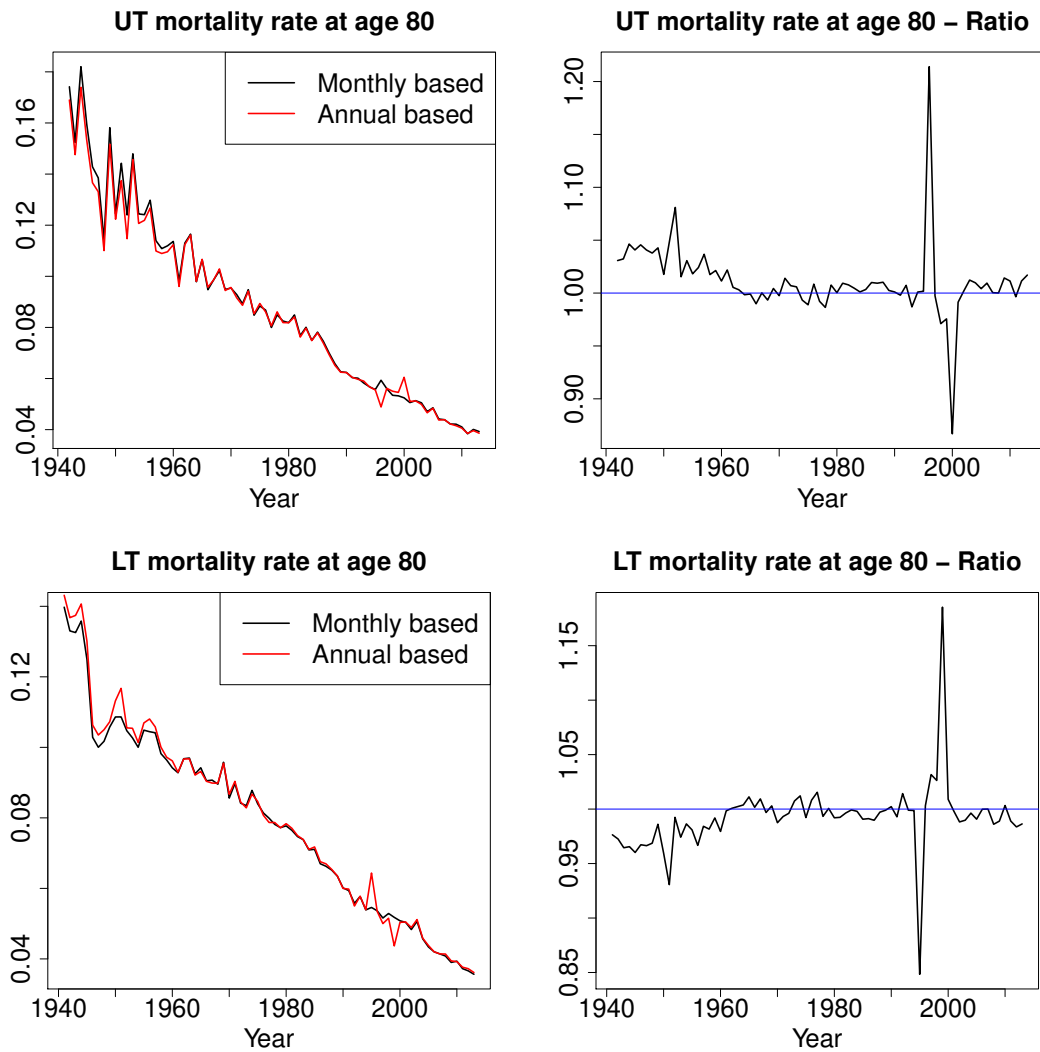 UT mortality rate at age 80
Monthly based
Annual based
0.16
0.12
0.08
0.04
1940 1960 1980 2000
Year
UT mortality rate at age 80 − Ratio
1.20
1.10
1.00
0.90
1940 1960 1980 2000
Year
LT mortality rate at age 80
Monthly based
Annual based
0.12
0.08
0.04
1940 1960 1980 2000
Year
LT mortality rate at age 80 − Ratio
1.15
1.05
0.95
0.85
1940 1960 1980 2000
Year